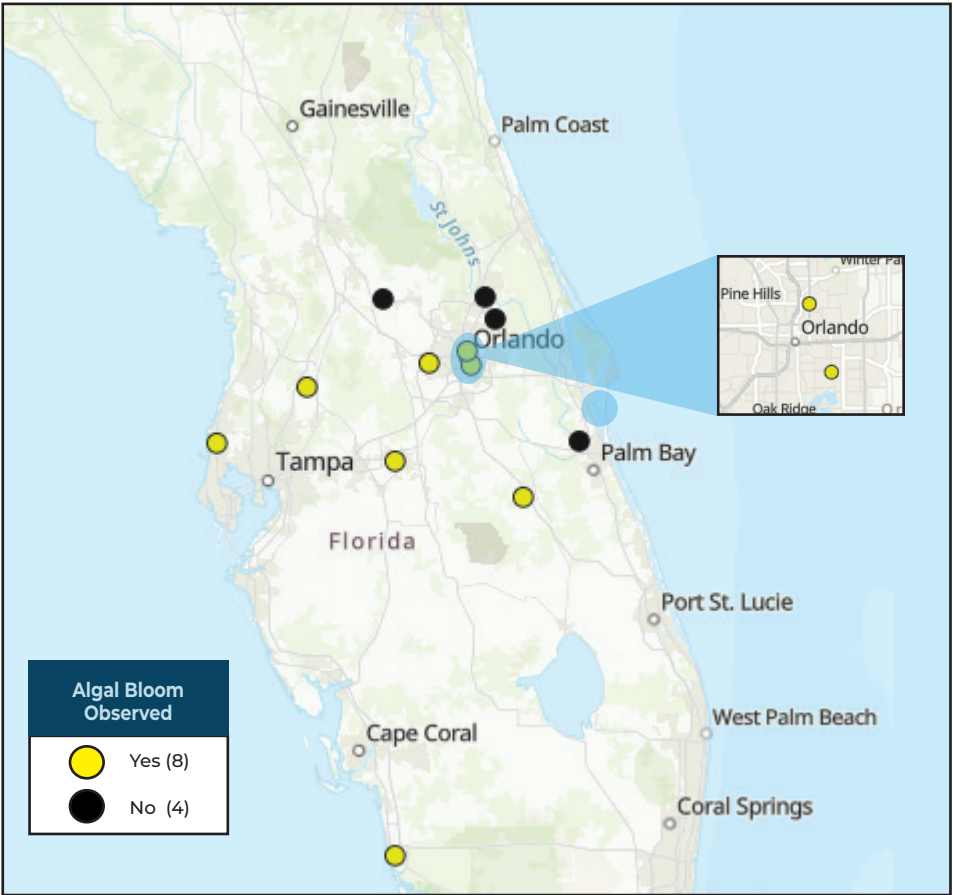 Gainesville
Palm Coast
St Johns
Winter Pa
Pine Hills
Orlando
Oak Ridge
Orlando
Palm Bay
Tampa
Florida
Port St. Lucie
Algal Bloom
Observed
Yes (8)
No (4)
West Palm Beach
Cape Coral
Coral Springs